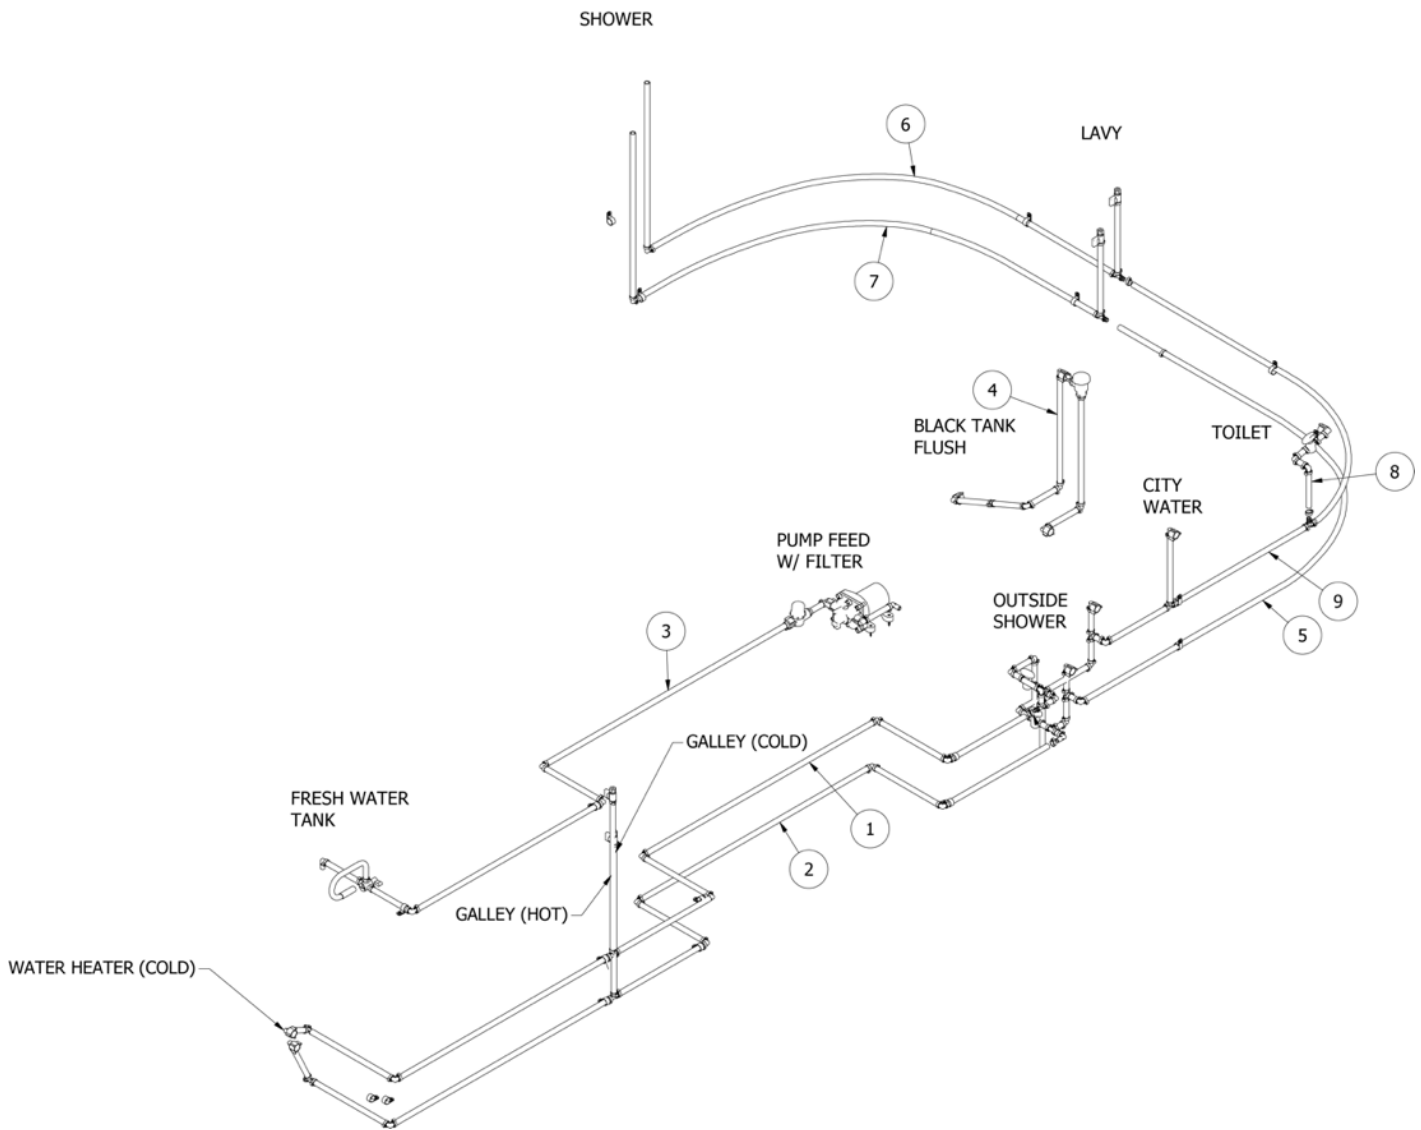 SHOWER
6
LAVY
7
4
BLACK TANK
FLUSH
TOILET
8
CITY
WATER
PUMP FEED
W/ FILTER
OUTSIDE
SHOWER
9
5
3
GALLEY (COLD)
FRESH WATER
TANK
1
2
GALLEY (HOT)
WATER HEATER (COLD)